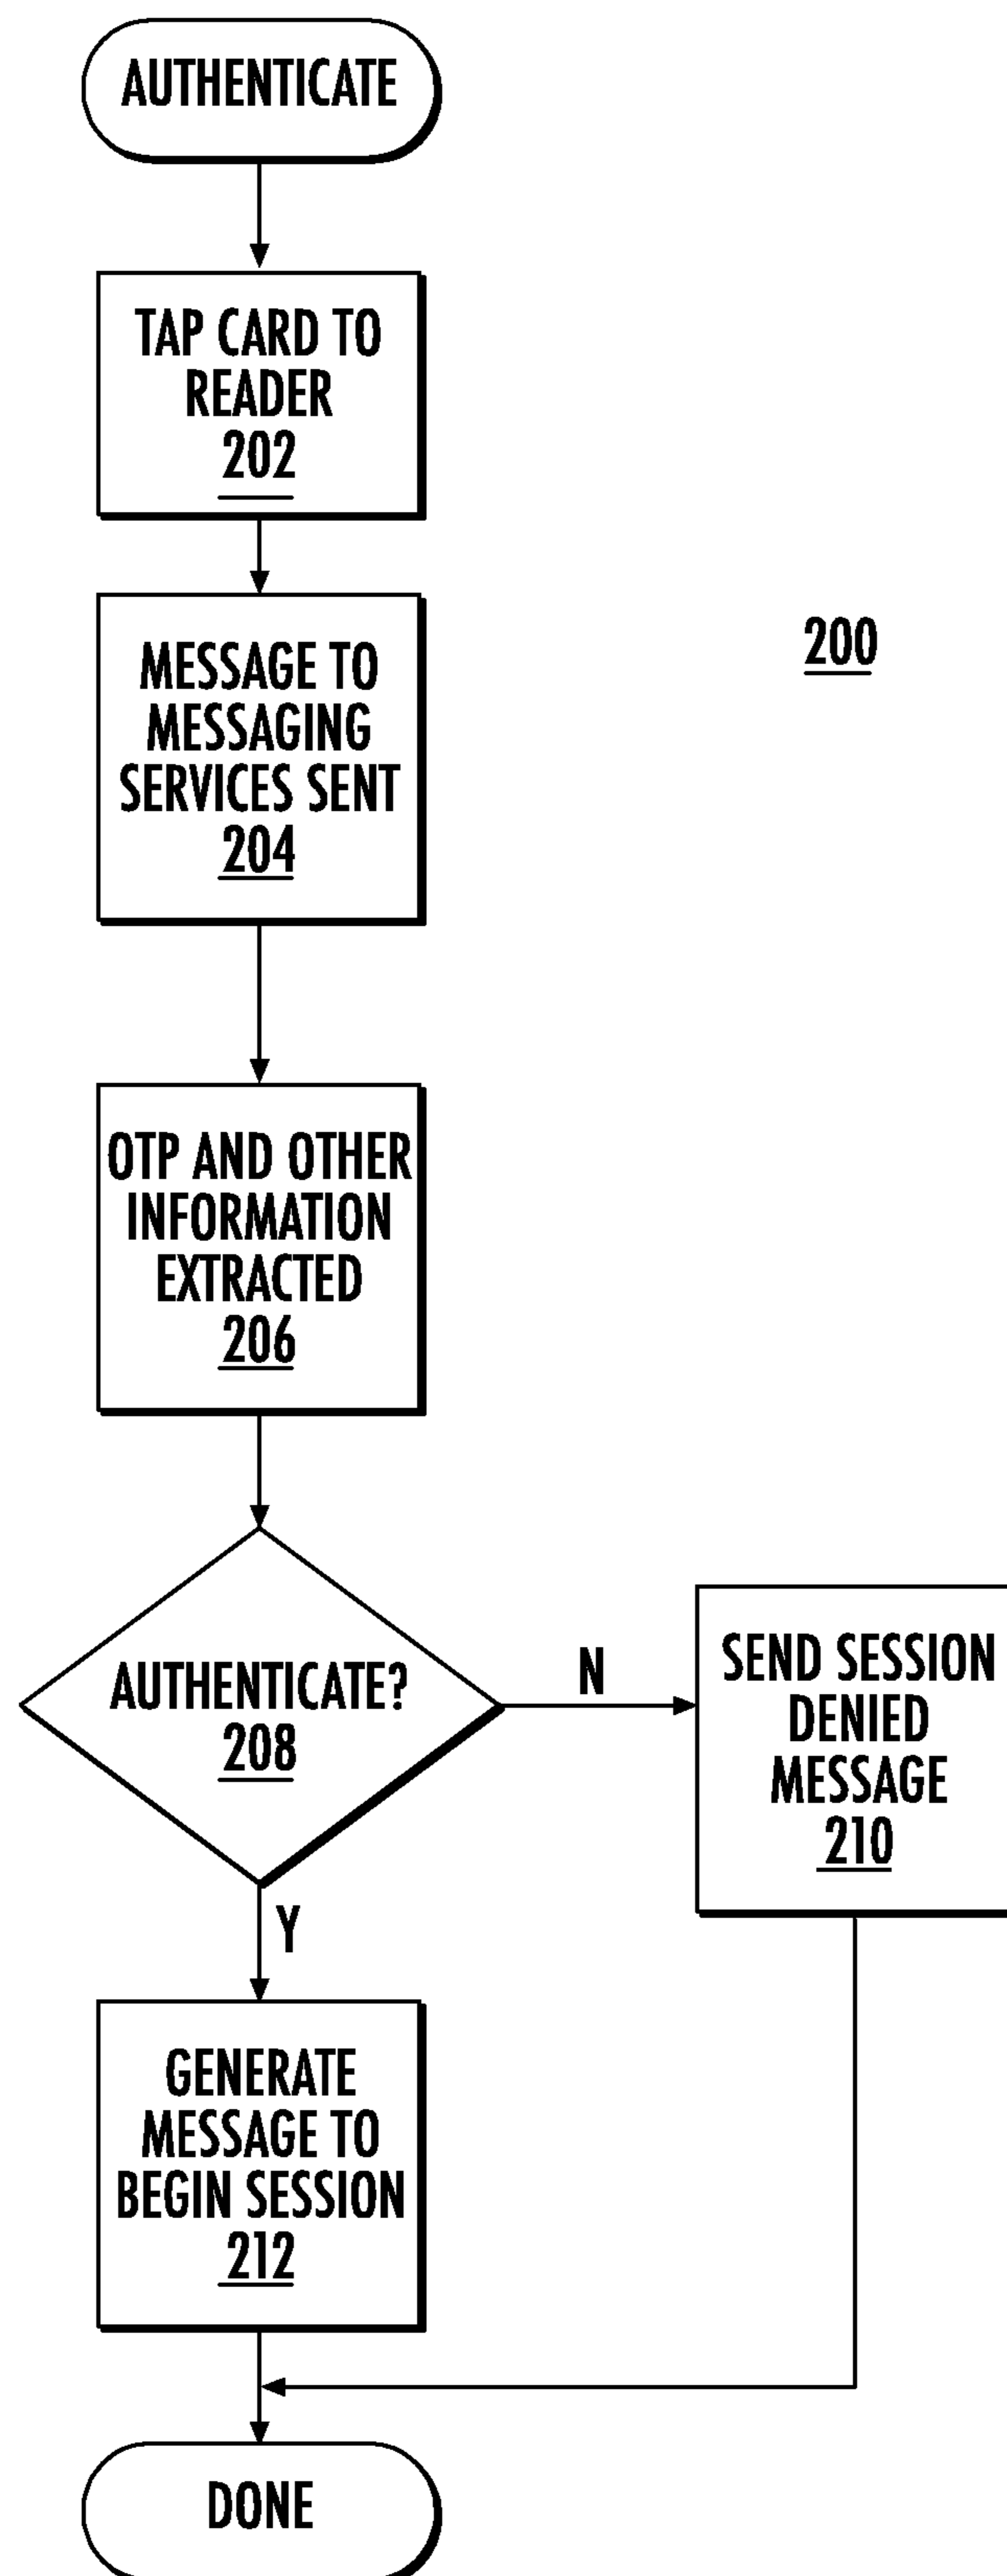 AUTHENTICATE
TAP CARD TO
READER
202
MESSAGE TO
MESSAGING
SERVICES SENT
204
200
OTP AND OTHER
INFORMATION
EXTRACTED
206
AUTHENTICATE?
208
N
SEND SESSION
DENIED
MESSAGE
210
Y
GENERATE
MESSAGE TO
BEGIN SESSION
212
DONE